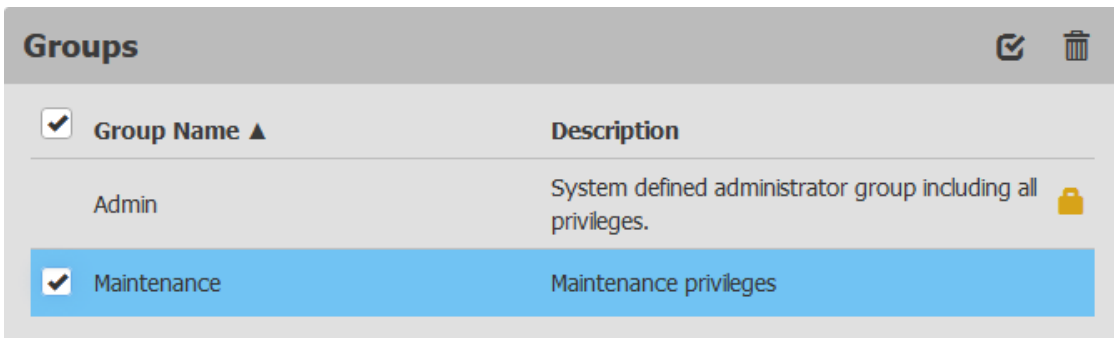 Groups
Group Name ▲ Description
Admin
System defined administrator group including all
privileges.
Maintenance Maintenance privileges